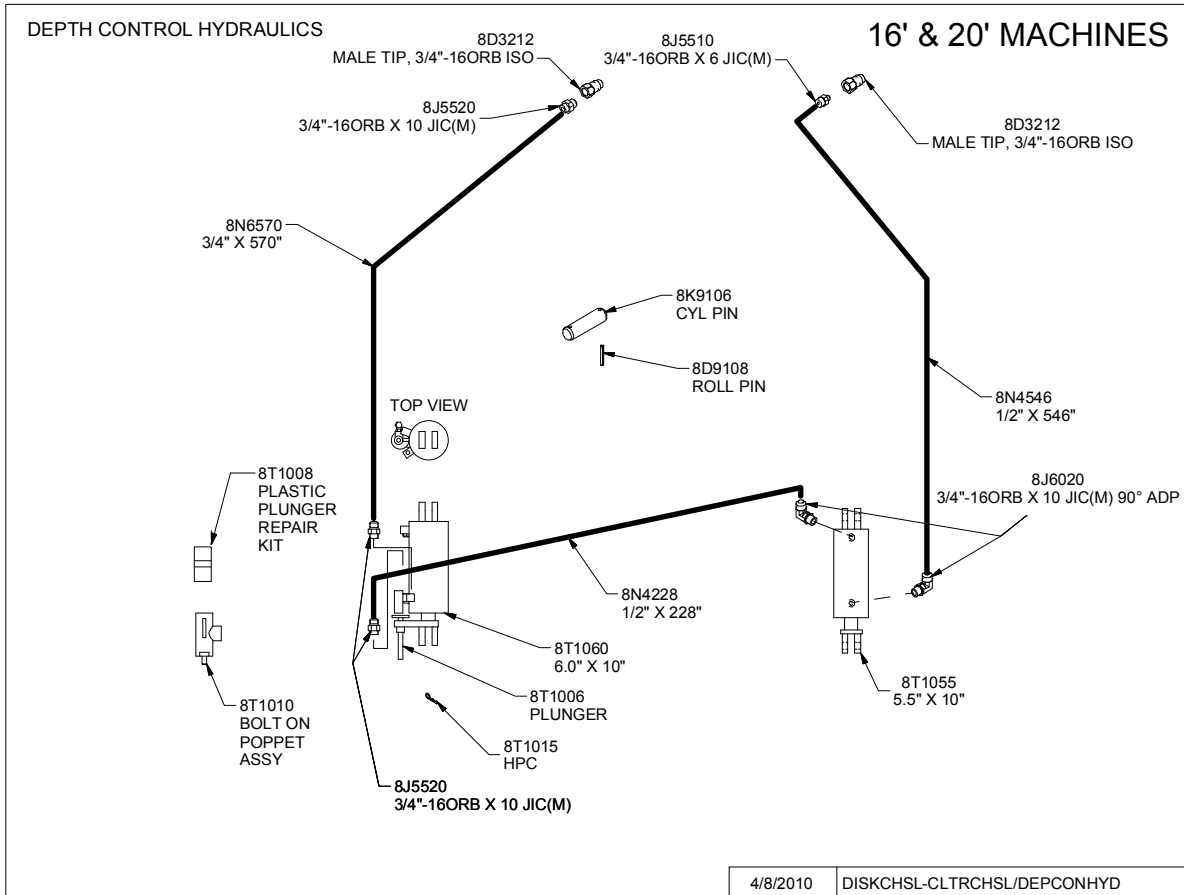 DEPTH CONTROL HYDRAULICS
16' & 20' MACHINES
8D3212
MALE TIP, 3/4"-16ORB ISO
8J5510
3/4"-16ORB X 6 JIC(M)
8J5520
3/4"-16ORB X 10 JIC(M)
8D3212
MALE TIP, 3/4"-16ORB ISO
8N6570
3/4" X 570"
8K9106
CYL PIN
8D9108
ROLL PIN
8N4546
1/2" X 546"
TOP VIEW
8T1008
PLASTIC
PLUNGER
REPAIR
KIT
8J6020
3/4"-16ORB X 10 JIC(M) 90° ADP
8N4228
1/2" X 228"
8T1060
6.0" X 10"
8T1055
5.5" X 10"
8T1006
PLUNGER
8T1010
BOLT ON
POPPET
ASSY
8T1015
HPC
8J5520
3/4"-16ORB X 10 JIC(M)
4/8/2010
DISKCHSL-CLTRCHSL/DEPCONHYD